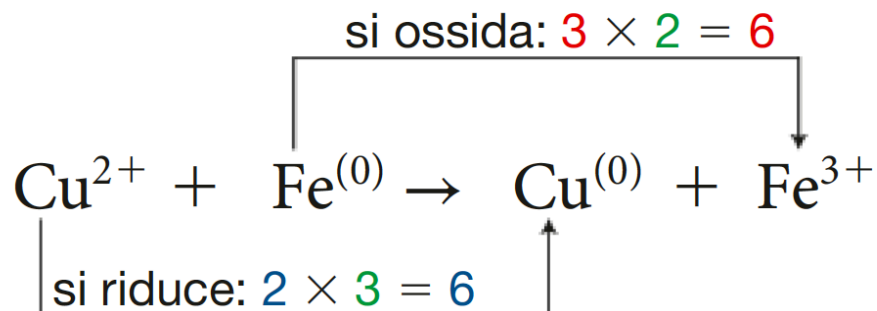 si ossida: 3 × 2 = 6
Cu²⁺ + Fe⁽⁰⁾ → Cu⁽⁰⁾ + Fe³⁺
si riduce: 2 × 3 = 6